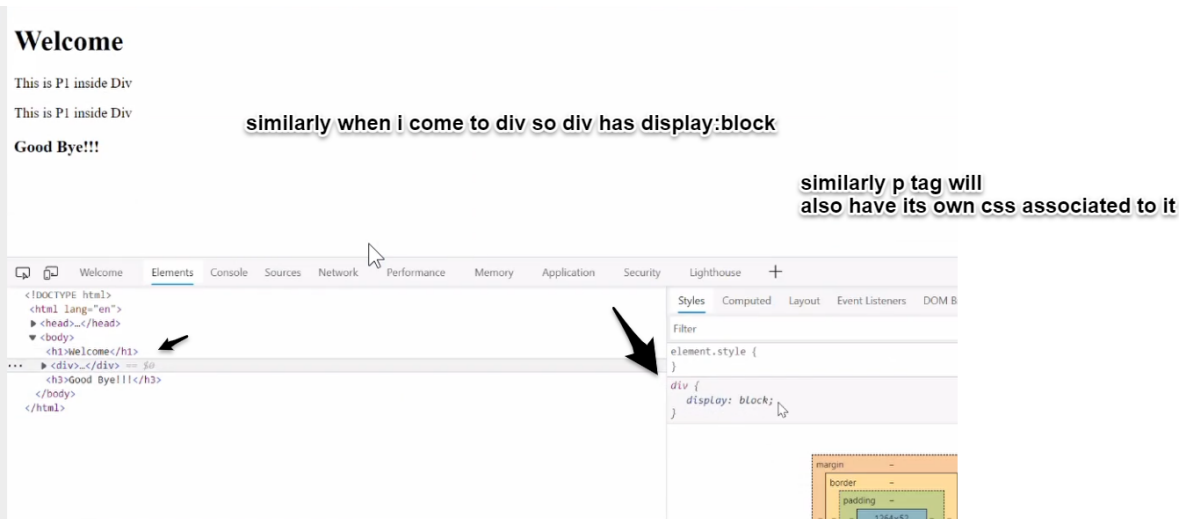 Welcome
This is P1 inside Div
This is P1 inside Div
similarly when i come to div so div has display:block
Good Bye!!!
similarly p tag will
also have its own css associated to it
Welcome Elements Console Sources Network Performance Memory Application Security Lighthouse
<!DOCTYPE html>
<html lang="en">
<head>…</head>
<body>
<h1>Welcome</h1>
<div>…</div> == $0
<h3>Good Bye!!!</h3>
</body>
</html>
Styles Computed Layout Event Listeners DOM B
Filter
element.style {
}
div {
display: block;
}
margin -
border -
padding -
1264×52